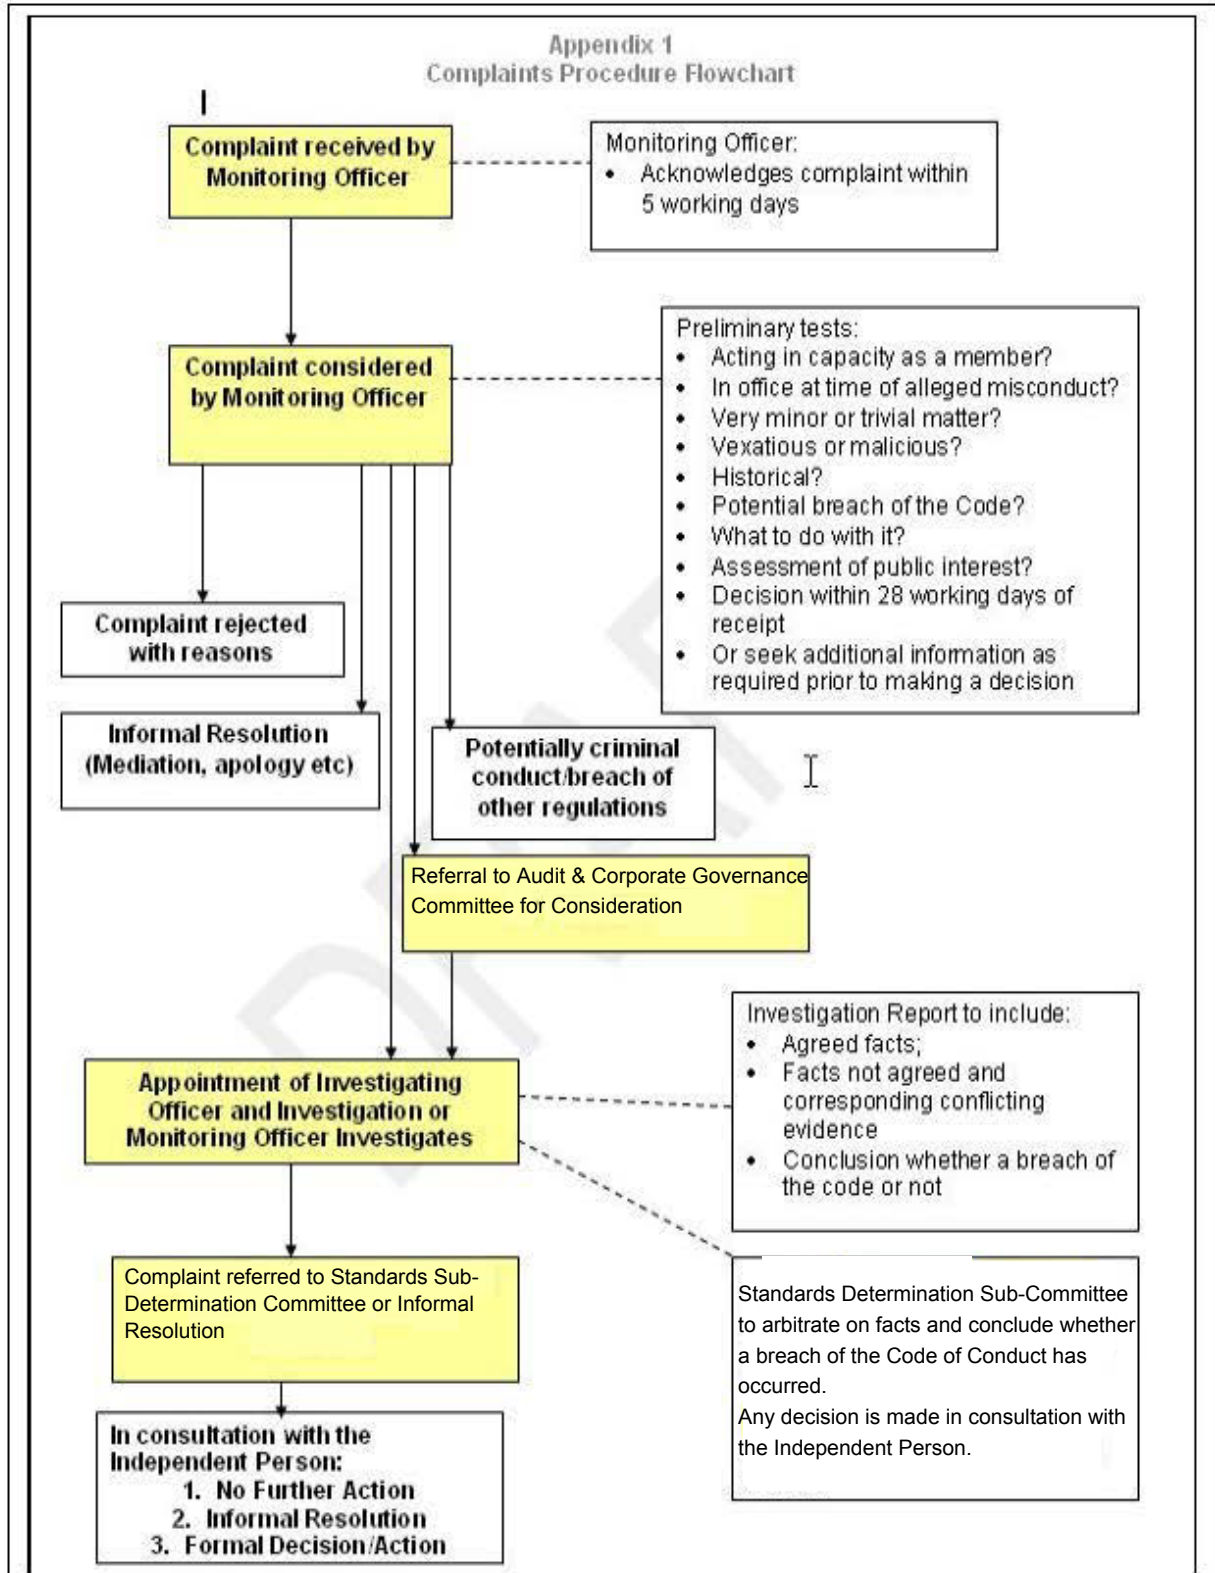 Appendix 1
Complaints Procedure Flowchart
Complaint received by
Monitoring Officer
Monitoring Officer:
• Acknowledges complaint within
5 working days
Complaint considered
by Monitoring Officer
Preliminary tests:
• Acting in capacity as a member?
• In office at time of alleged misconduct?
• Very minor or trivial matter?
• Vexatious or malicious?
• Historical?
• Potential breach of the Code?
• What to do with it?
• Assessment of public interest?
• Decision within 28 working days of
receipt
• Or seek additional information as
required prior to making a decision
Complaint rejected
with reasons
Informal Resolution
(Mediation, apology etc)
Potentially criminal
conduct/breach of
other regulations
Referral to Audit & Corporate Governance
Committee for Consideration
Appointment of Investigating
Officer and Investigation or
Monitoring Officer Investigates
Investigation Report to include:
• Agreed facts;
• Facts not agreed and
corresponding conflicting
evidence
• Conclusion whether a breach of
the code or not
Complaint referred to Standards Sub-
Determination Committee or Informal
Resolution
Standards Determination Sub-Committee
to arbitrate on facts and conclude whether
a breach of the Code of Conduct has
occurred.
Any decision is made in consultation with
the Independent Person.
In consultation with the
Independent Person:
1. No Further Action
2. Informal Resolution
3. Formal Decision/Action
DRAFT